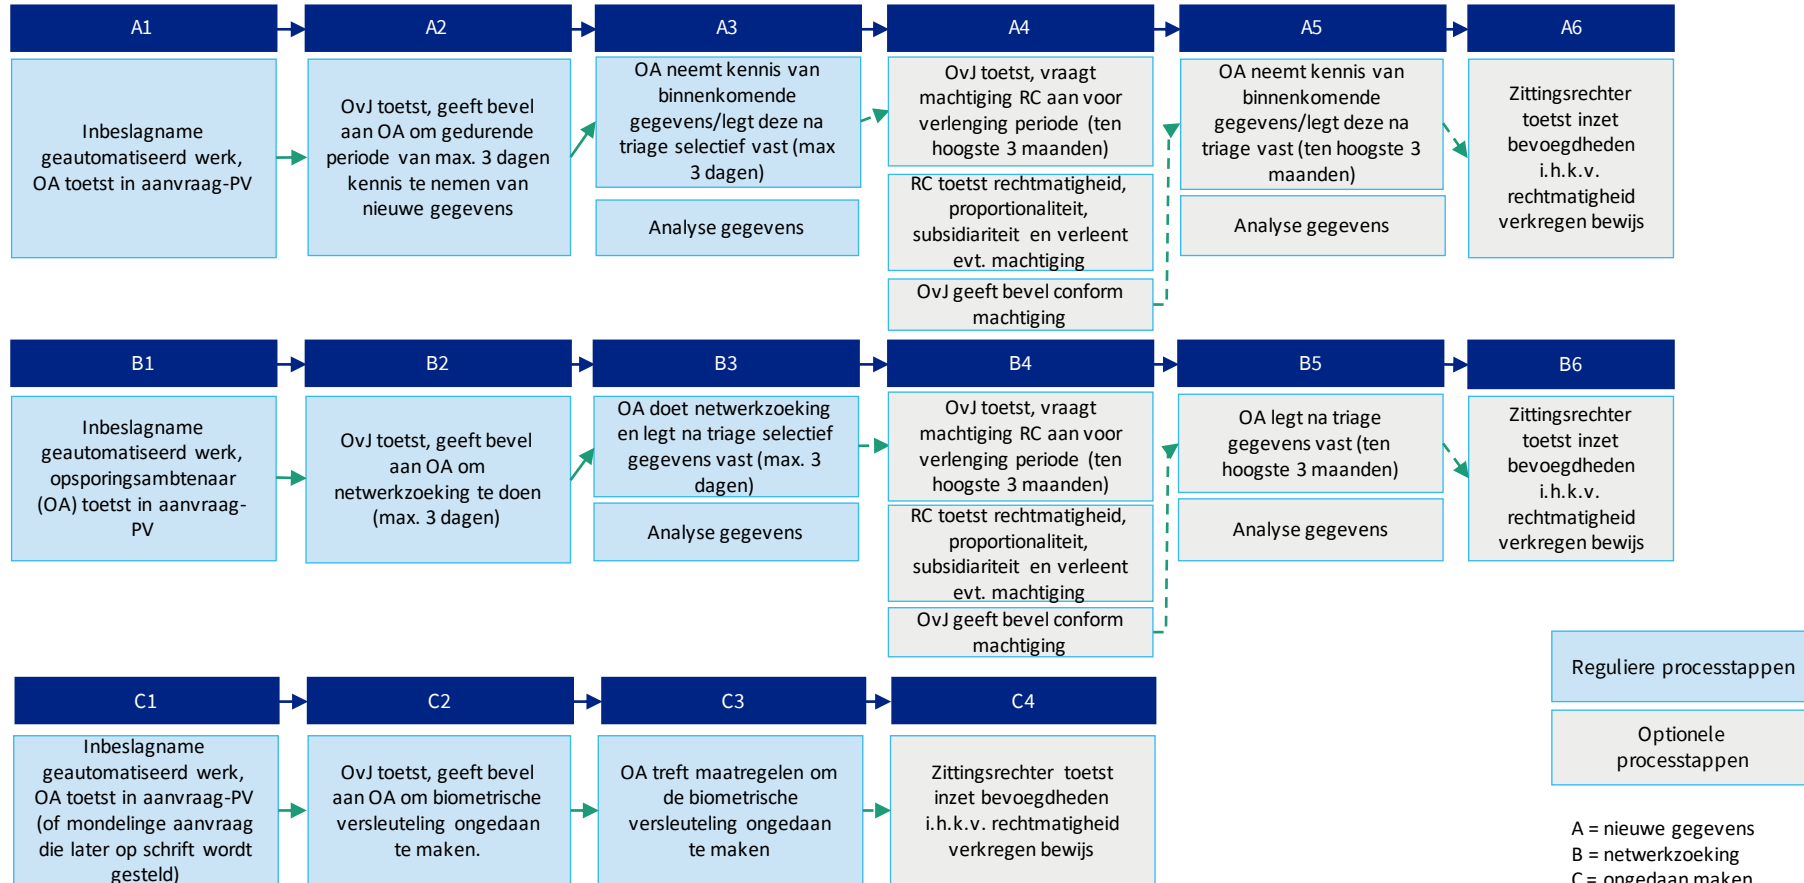 A1
A2
A3
A4
A5
A6
Inbeslagname
geautomatiseerd werk,
OA toetst in aanvraag-PV
OvJ toetst, geeft bevel
aan OA om gedurende
periode van max. 3 dagen
kennis te nemen van
nieuwe gegevens
OA neemt kennis van
binnenkomende
gegevens/legt deze na
triage selectief vast (max
3 dagen)
Analyse gegevens
OvJ toetst, vraagt
machtiging RC aan voor
verlenging periode (ten
hoogste 3 maanden)
RC toetst rechtmatigheid,
proportionaliteit,
subsidiariteit en verleent
evt. machtiging
OvJ geeft bevel conform
machtiging
OA neemt kennis van
binnenkomende
gegevens/legt deze na
triage vast (ten hoogste 3
maanden)
Analyse gegevens
Zittingsrechter
toetst inzet
bevoegdheden
i.h.k.v.
rechtmatigheid
verkregen bewijs
B1
B2
B3
B4
B5
B6
Inbeslagname
geautomatiseerd werk,
opsporingsambtenaar
(OA) toetst in aanvraag-
PV
OvJ toetst, geeft bevel
aan OA om
netwerkzoeking te doen
(max. 3 dagen)
OA doet netwerkzoeking
en legt na triage selectief
gegevens vast (max. 3
dagen)
Analyse gegevens
OvJ toetst, vraagt
machtiging RC aan voor
verlenging periode (ten
hoogste 3 maanden)
RC toetst rechtmatigheid,
proportionaliteit,
subsidiariteit en verleent
evt. machtiging
OvJ geeft bevel conform
machtiging
OA legt na triage
gegevens vast (ten
hoogste 3 maanden)
Analyse gegevens
Zittingsrechter
toetst inzet
bevoegdheden
i.h.k.v.
rechtmatigheid
verkregen bewijs
C1
C2
C3
C4
Inbeslagname
geautomatiseerd werk,
OA toetst in aanvraag-PV
(of mondelinge aanvraag
die later op schrift wordt
gesteld)
OvJ toetst, geeft bevel
aan OA om biometrische
versleuteling ongedaan
te maken.
OA treft maatregelen om
de biometrische
versleuteling ongedaan
te maken
Zittingsrechter toetst
inzet bevoegdheden
i.h.k.v. rechtmatigheid
verkregen bewijs
Reguliere processtappen
Optionele
processtappen
A = nieuwe gegevens
B = netwerkzoeking
C = ongedaan maken